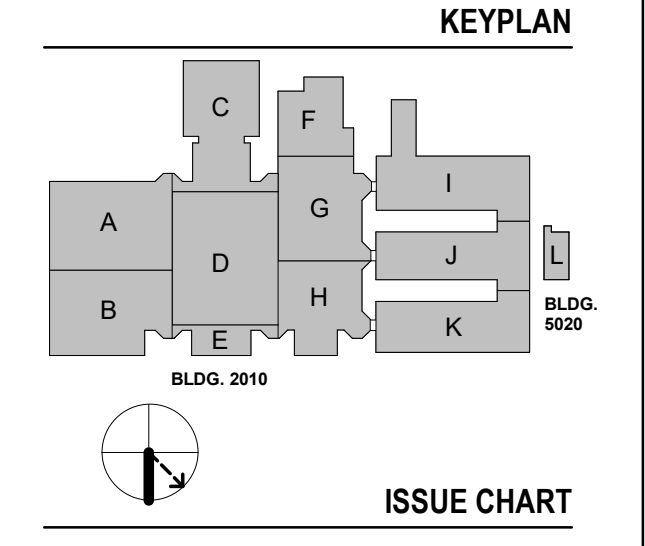 KEYPLAN
C
F
A
G
I
D
J
L
B
H
K
E
BLDG.
5020
BLDG. 2010
ISSUE CHART